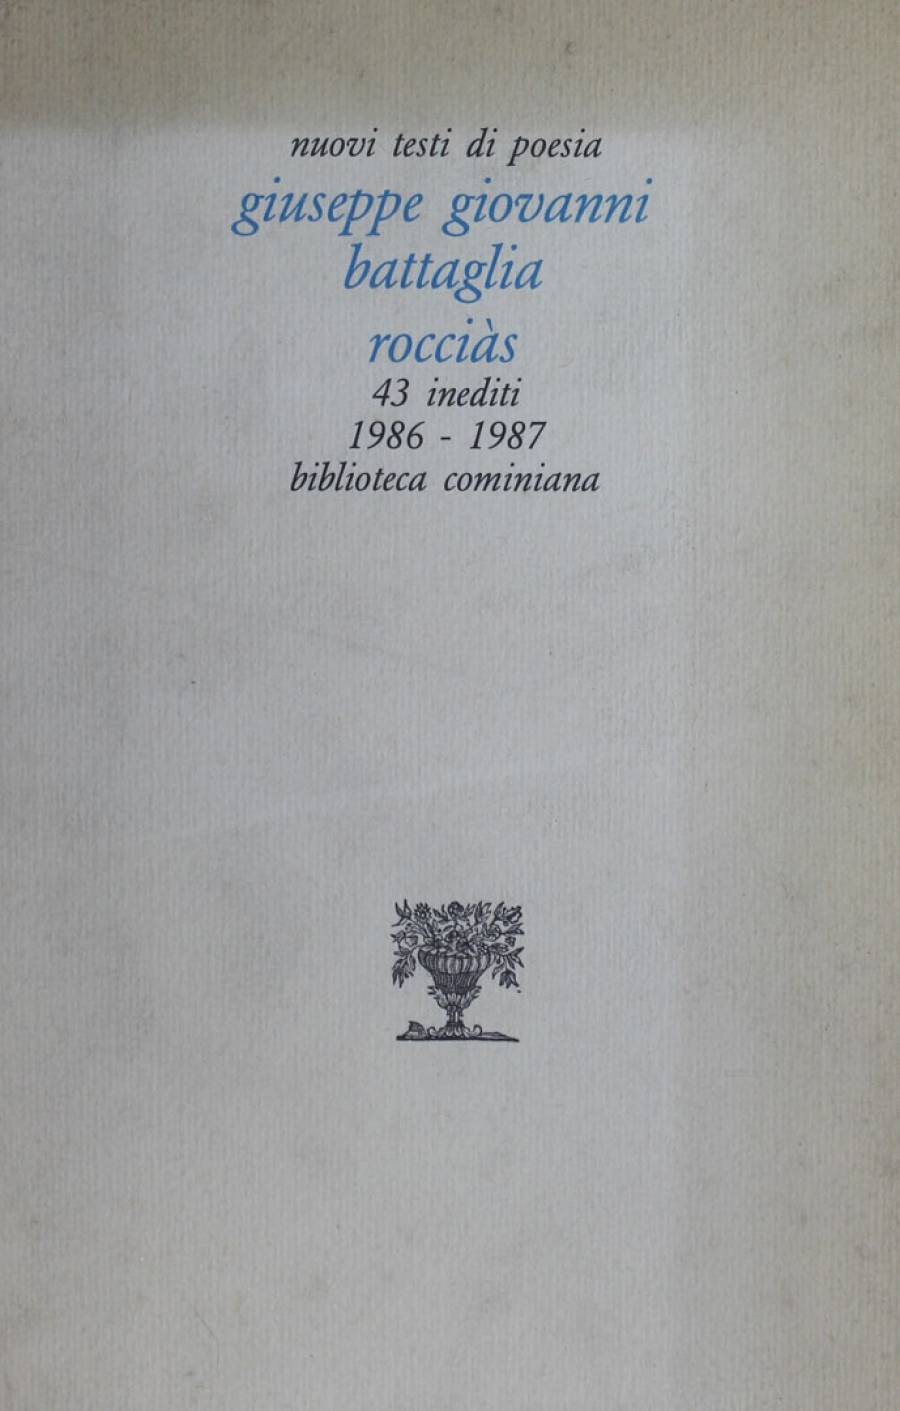 nuovi testi di poesia
giuseppe giovanni
battaglia
rocciàs
43 inediti
1986 - 1987
biblioteca cominiana